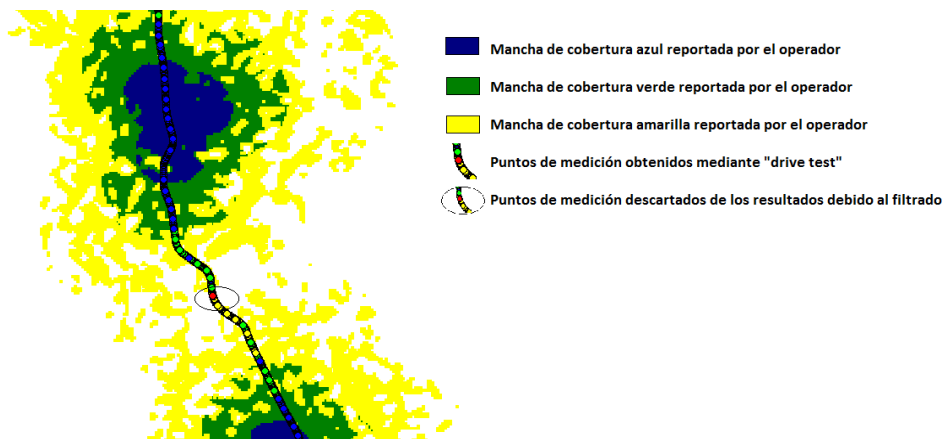 Mancha de cobertura azul reportada por el operador
Mancha de cobertura verde reportada por el operador
Mancha de cobertura amarilla reportada por el operador
Puntos de medición obtenidos mediante "drive test"
Puntos de medición descartados de los resultados debido al filtrado